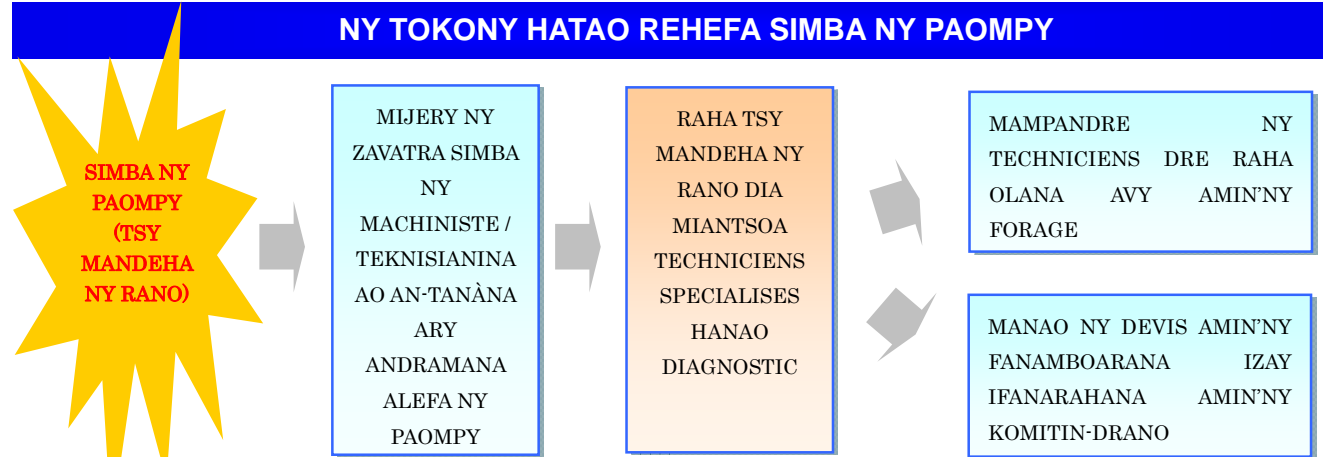 NY TOKONY HATAO REHEFA SIMBA NY PAOMPY
SIMBA NY
PAOMPY
(TSY
MANDEHA
NY RANO)
MIJERY NY
ZAVATRA SIMBA
NY
MACHINISTE /
TEKNISIANINA
AO AN-TANÀNA
ARY
ANDRAMANA
ALEFA NY
PAOMPY
RAHA TSY
MANDEHA NY
RANO DIA
MIANTSOA
TECHNICIENS
SPECIALISES
HANAO
DIAGNOSTIC
MAMPANDRE NY
TECHNICIENS DRE RAHA
OLANA AVY AMIN'NY
FORAGE
MANAO NY DEVIS AMIN'NY
FANAMBOARANA IZAY
IFANARAHANA AMIN'NY
KOMITIN-DRANO